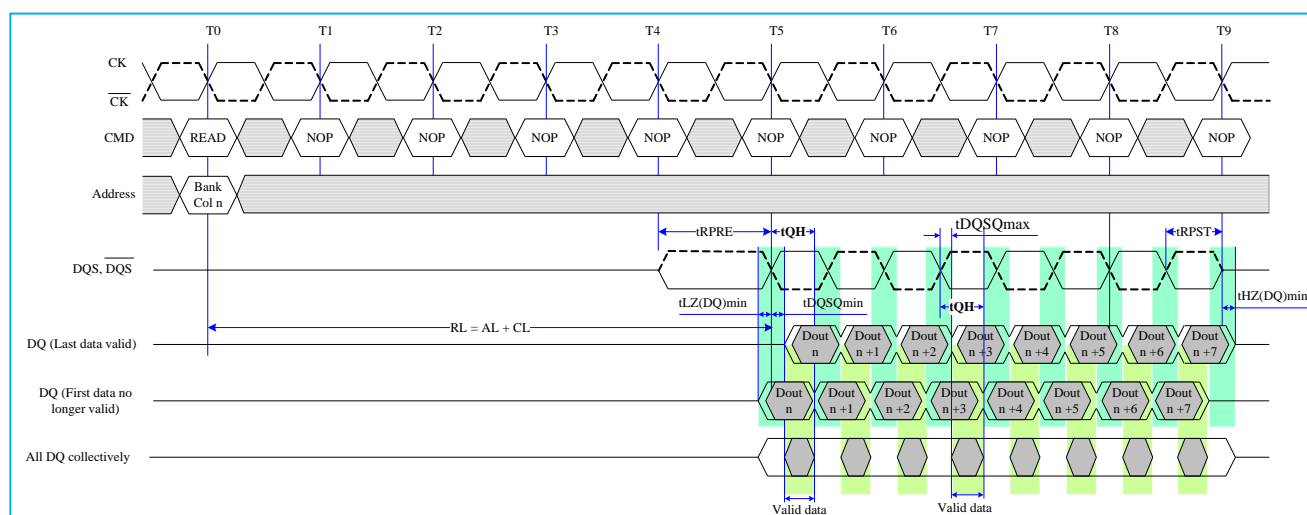 T0 T1 T2 T3 T4 T5 T6 T7 T8 T9
CK
CK
CMD READ NOP NOP NOP NOP NOP NOP NOP NOP NOP
Address Bank
Col n
tRPRE tQH tDQSQmax tRPST
DQS, DQS
tLZ(DQ)min tDQSQmin tQH tHZ(DQ)min
RL = AL + CL
DQ (Last data valid)
Dout Dout Dout Dout Dout Dout Dout Dout
n n +1 n +2 n +3 n +4 n +5 n +6 n +7
DQ (First data no
longer valid)
Dout Dout Dout Dout Dout Dout Dout Dout
n n +1 n +2 n +3 n +4 n +5 n +6 n +7
All DQ collectively
Valid data Valid data